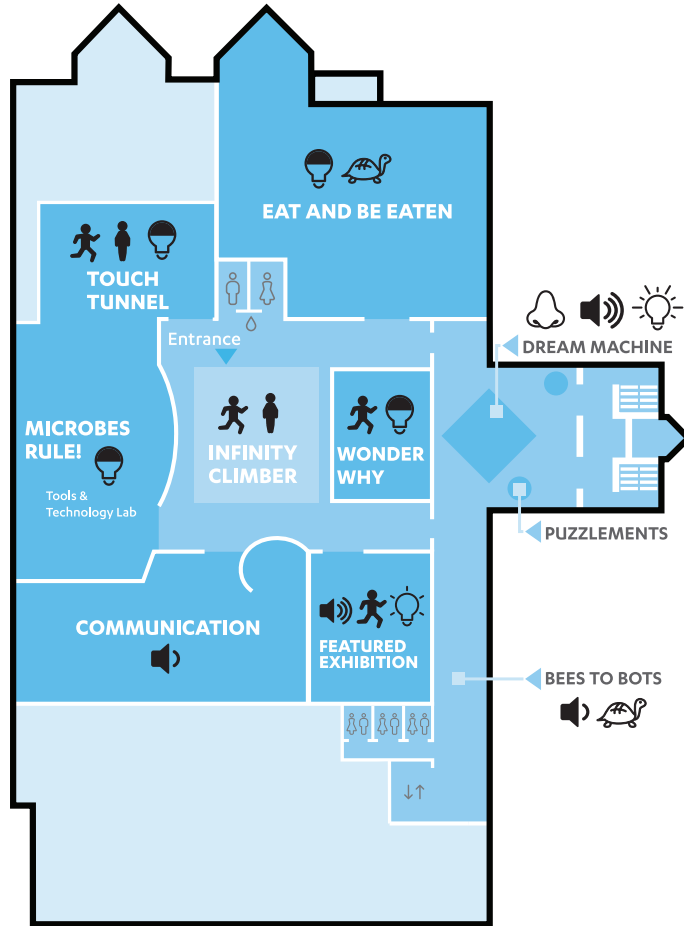 EAT AND BE EATEN
TOUCH
TUNNEL
Entrance
DREAM MACHINE
MICROBES
RULE!
Tools &
Technology Lab
INFINITY
CLIMBER
WONDER
WHY
PUZZLEMENTS
COMMUNICATION
FEATURED
EXHIBITION
BEES TO BOTS